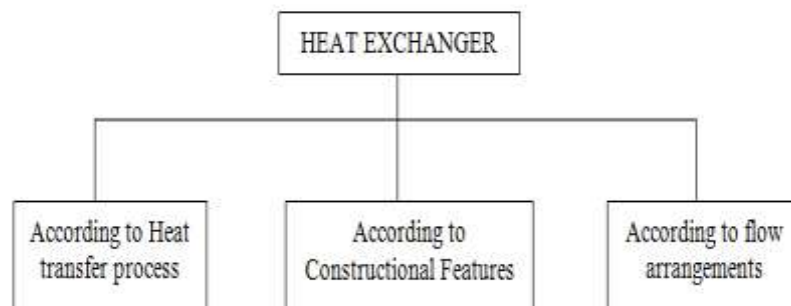 HEAT EXCHANGER
According to Heat
transfer process
According to
Constructional Features
According to flow
arrangements